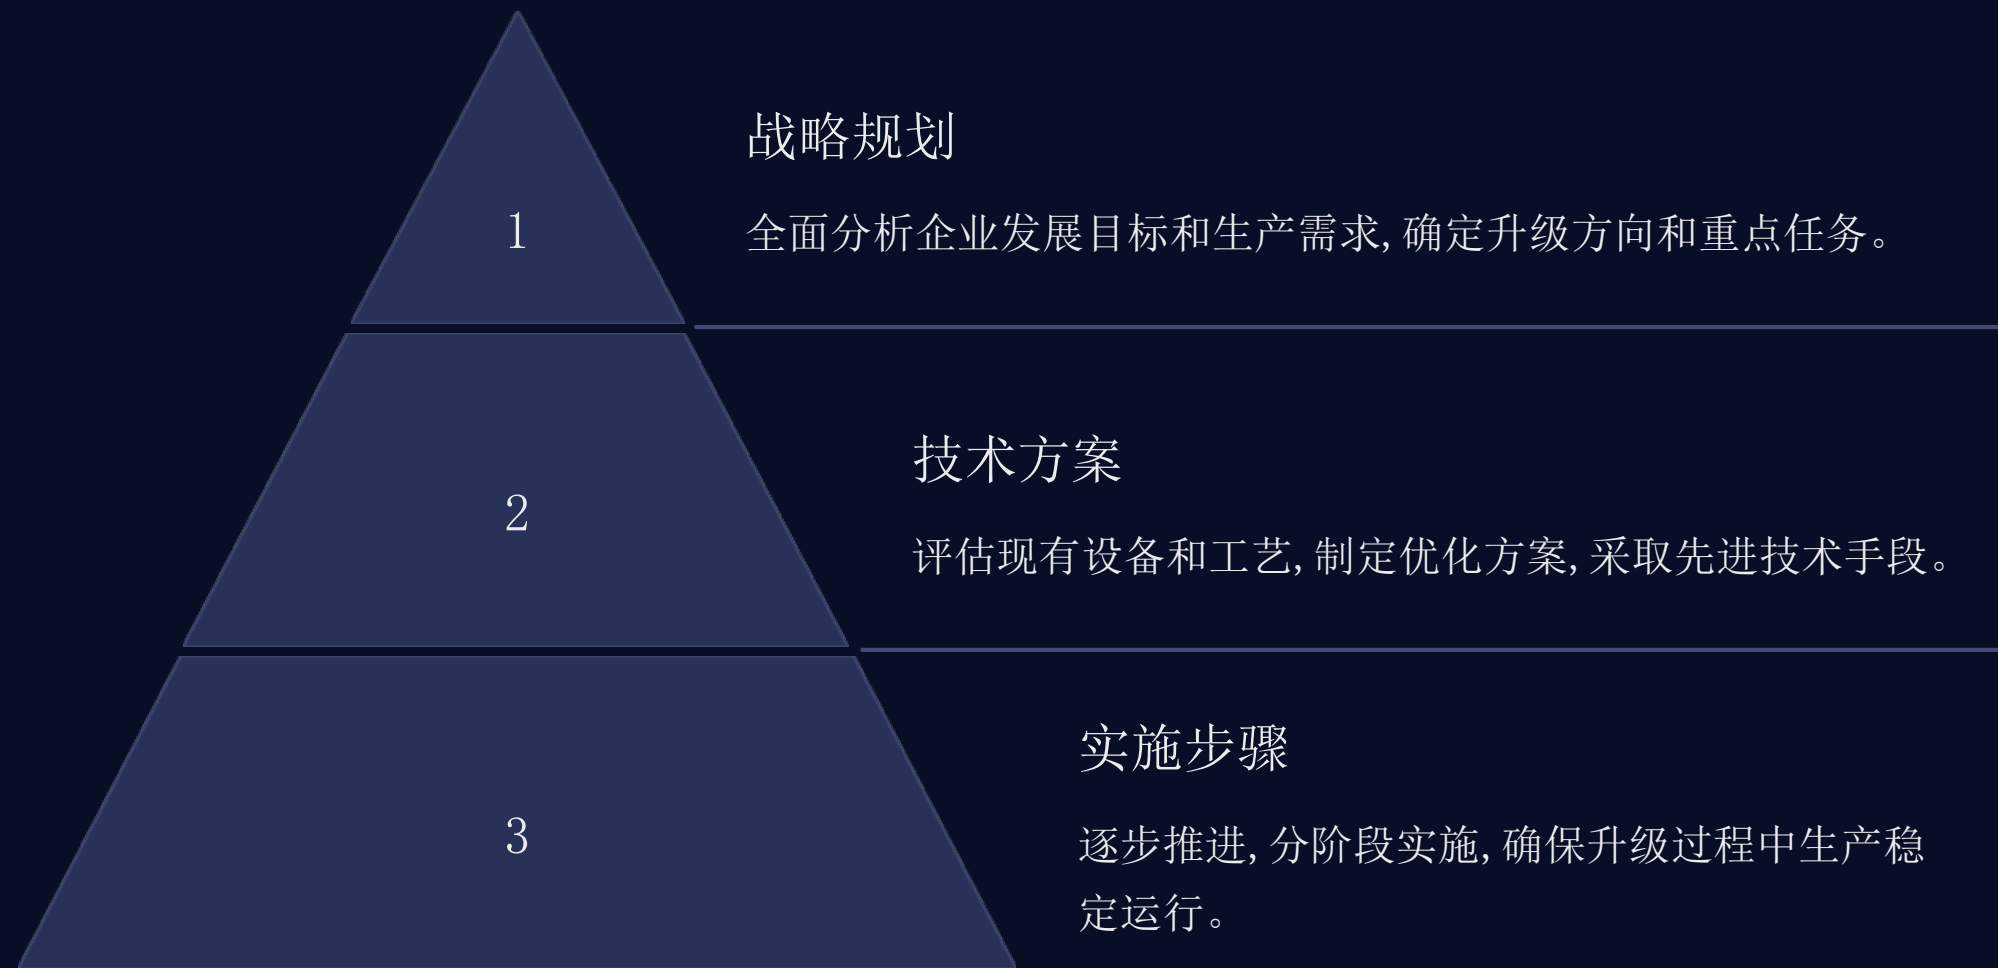 战略规划
1
全面分析企业发展目标和生产需求,确定升级方向和重点任务。
技术方案
2
评估现有设备和工艺,制定优化方案,采取先进技术手段。
实施步骤
3
逐步推进,分阶段实施,确保升级过程中生产稳
定运行。